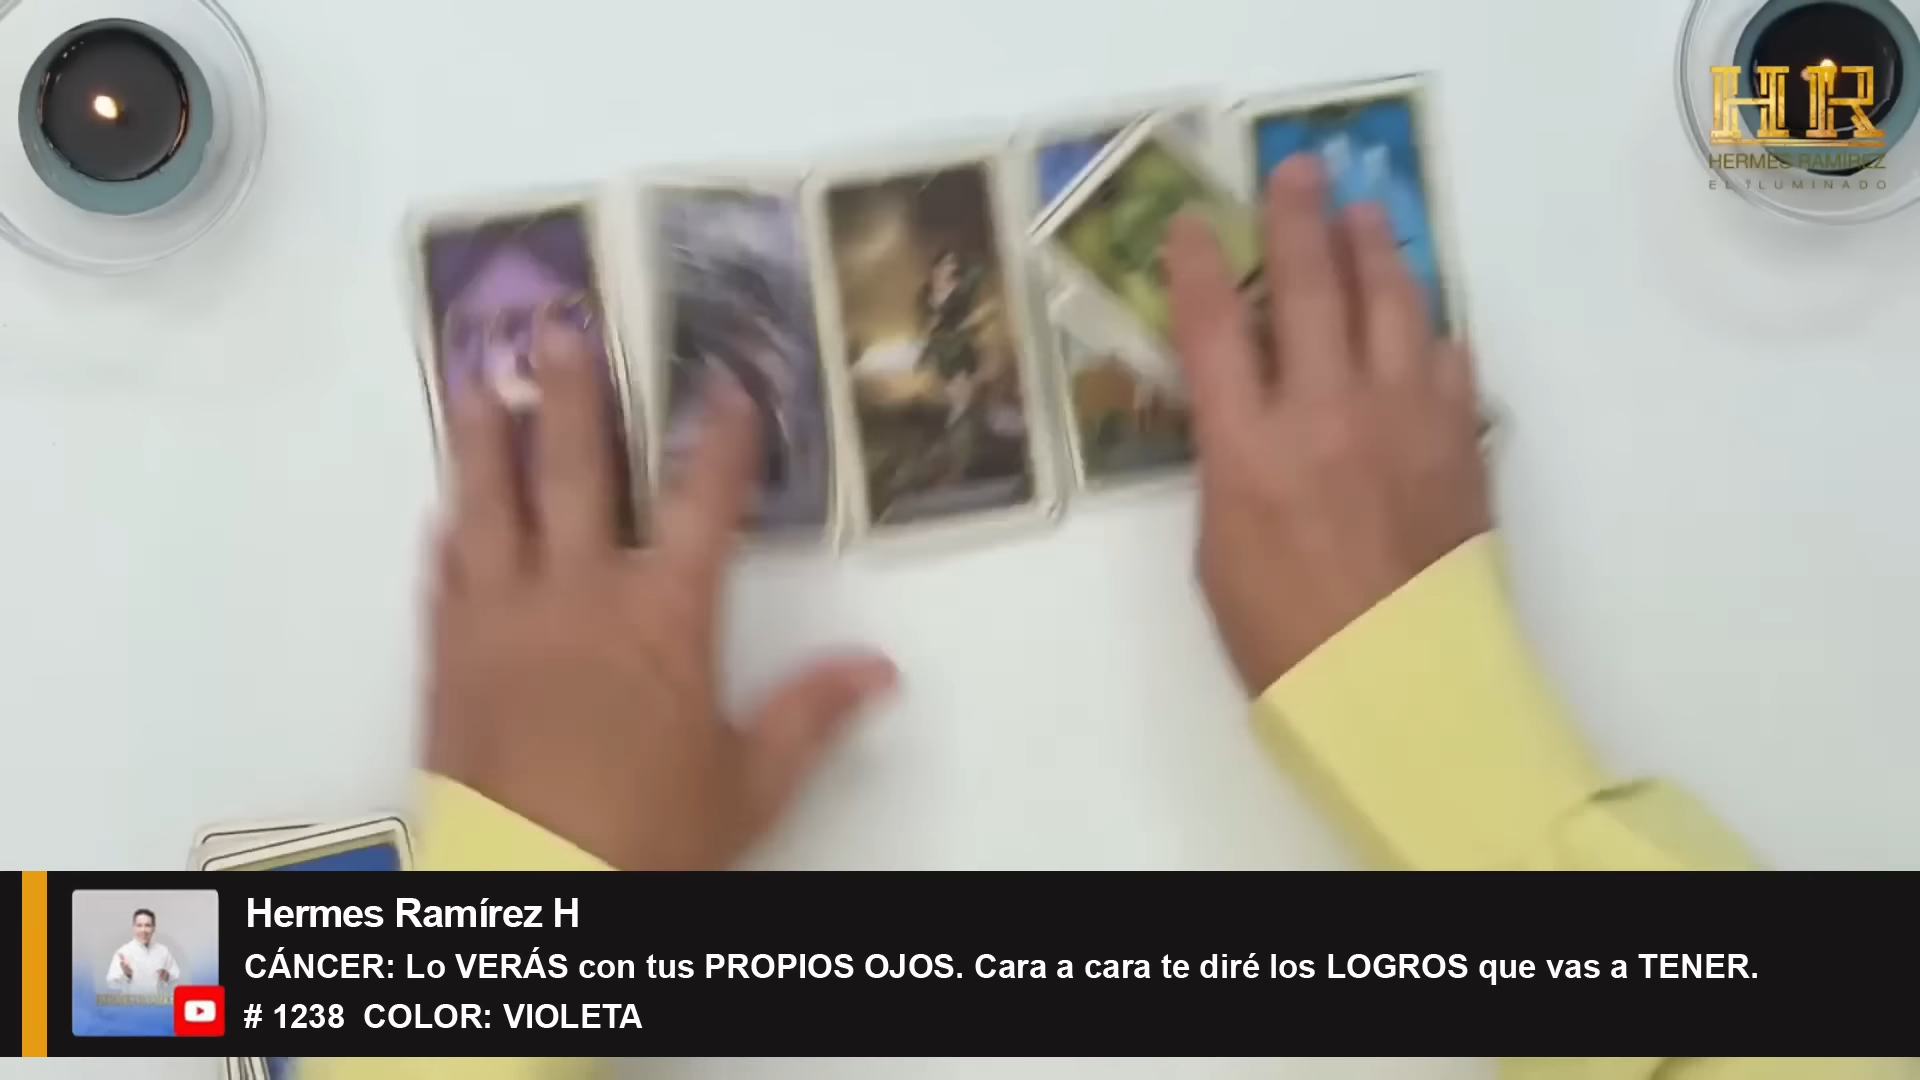 HR
HERMES RAMÍREZ
EL ILUMINADO
Hermes Ramírez H
CÁNCER: Lo VERÁS con tus PROPIOS OJOS. Cara a cara te diré los LOGROS que vas a TENER.
# 1238 COLOR: VIOLETA